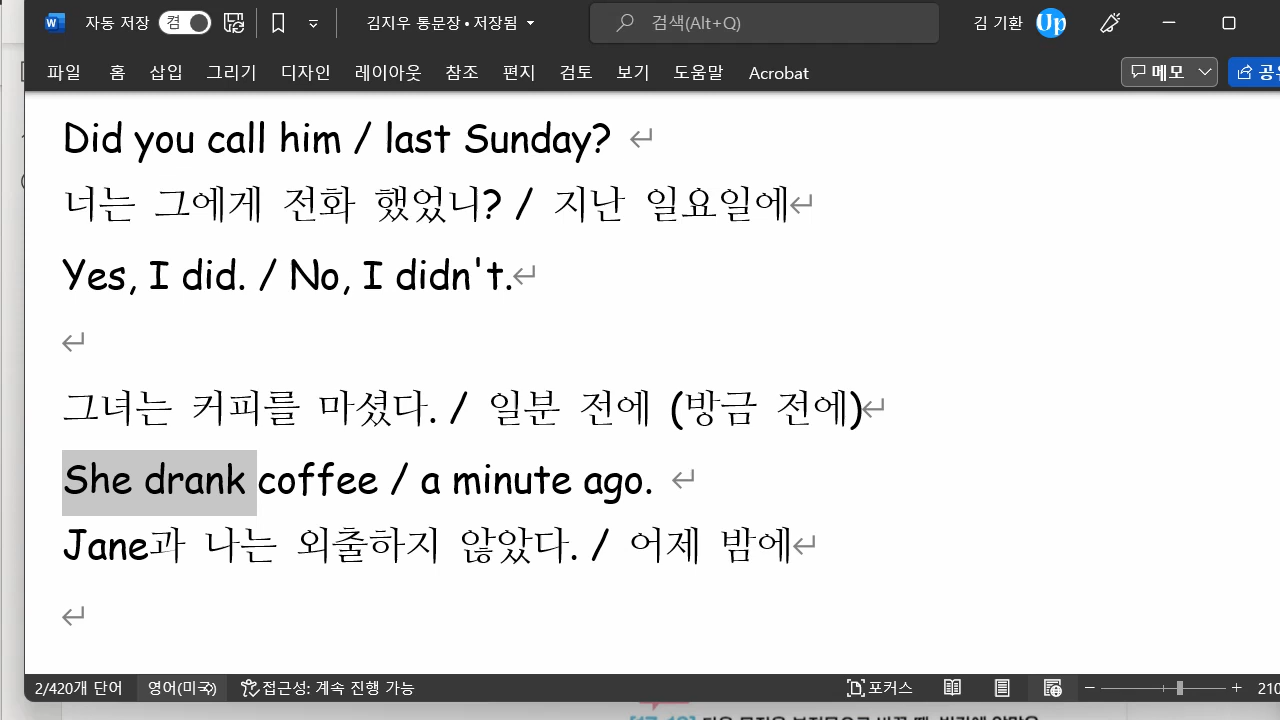 자동 저장 켬 김지우 통문장 • 저장됨 검색(Alt+Q) 김 기환 Up
파일 홈 삽입 그리기 디자인 레이아웃 참조 편지 검토 보기 도움말 Acrobat 메모
Did you call him / last Sunday?
너는 그에게 전화 했었니? / 지난 일요일에
Yes, I did. / No, I didn't.
그녀는 커피를 마셨다. / 일분 전에 (방금 전에)
She drank coffee / a minute ago.
Jane과 나는 외출하지 않았다. / 어제 밤에
2/420개 단어 영어(미국) 접근성: 계속 진행 가능 포커스 210